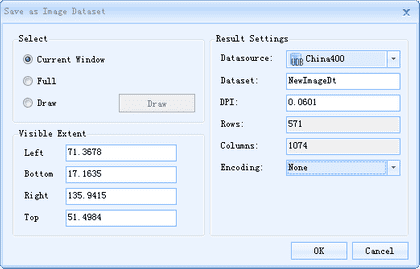 Save as Image Dataset
Select
Current Window
Full
Draw
Draw
Visible Extent
Left 71.3678
Bottom 17.1635
Right 135.9415
Top 51.4984
Result Settings
Datasource: UDB China400
Dataset: NewImageDt
DPI: 0.0601
Rows: 571
Columns: 1074
Encoding: None
OK
Cancel